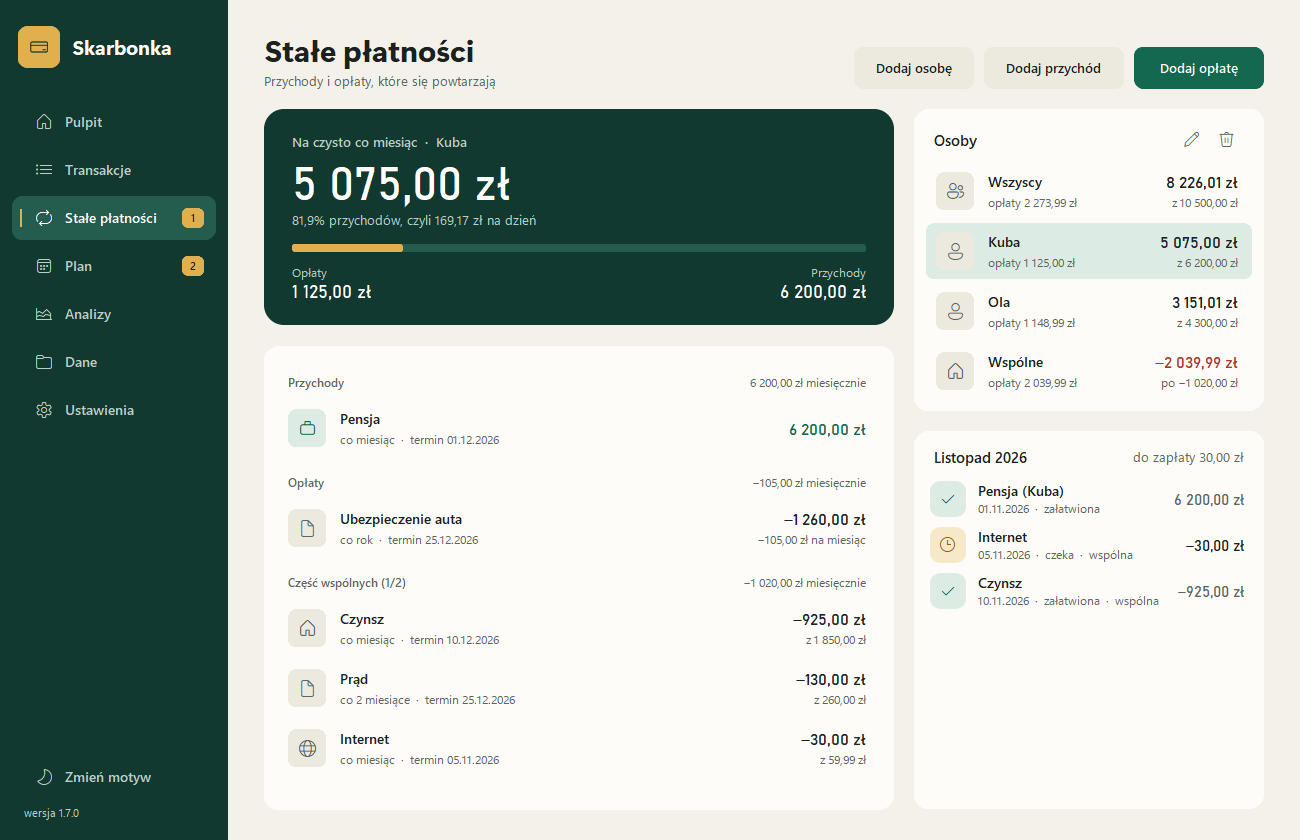 Skarbonka
Pulpit
Transakcje
Stałe płatności 1
Plan 2
Analizy
Dane
Ustawienia
Zmień motyw
wersja 1.7.0
Stałe płatności
Przychody i opłaty, które się powtarzają
Dodaj osobę
Dodaj przychód
Dodaj opłatę
Na czysto co miesiąc · Kuba
5 075,00 zł
81,9% przychodów, czyli 169,17 zł na dzień
Opłaty Przychody
1 125,00 zł 6 200,00 zł
Przychody 6 200,00 zł miesięcznie
Pensja
co miesiąc · termin 01.12.2026
6 200,00 zł
Opłaty −105,00 zł miesięcznie
Ubezpieczenie auta −1 260,00 zł
co rok · termin 25.12.2026 −105,00 zł na miesiąc
Część wspólnych (1/2) −1 020,00 zł miesięcznie
Czynsz −925,00 zł
co miesiąc · termin 10.12.2026 z 1 850,00 zł
Prąd −130,00 zł
co 2 miesiące · termin 25.12.2026 z 260,00 zł
Internet −30,00 zł
co miesiąc · termin 05.11.2026 z 59,99 zł
Osoby
Wszyscy 8 226,01 zł
opłaty 2 273,99 zł z 10 500,00 zł
Kuba 5 075,00 zł
opłaty 1 125,00 zł z 6 200,00 zł
Ola 3 151,01 zł
opłaty 1 148,99 zł z 4 300,00 zł
Wspólne −2 039,99 zł
opłaty 2 039,99 zł po −1 020,00 zł
Listopad 2026 do zapłaty 30,00 zł
Pensja (Kuba)
01.11.2026 · załatwiona
6 200,00 zł
Internet
05.11.2026 · czeka · wspólna
−30,00 zł
Czynsz
10.11.2026 · załatwiona · wspólna
−925,00 zł